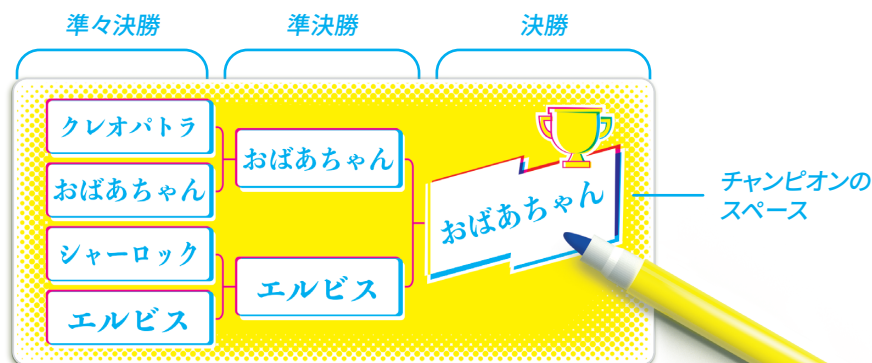 準々決勝
準決勝
決勝
クレオパトラ
おばあちゃん
シャーロック
エルビス
おばあちゃん
エルビス
おばあちゃん
チャンピオンの
スペース